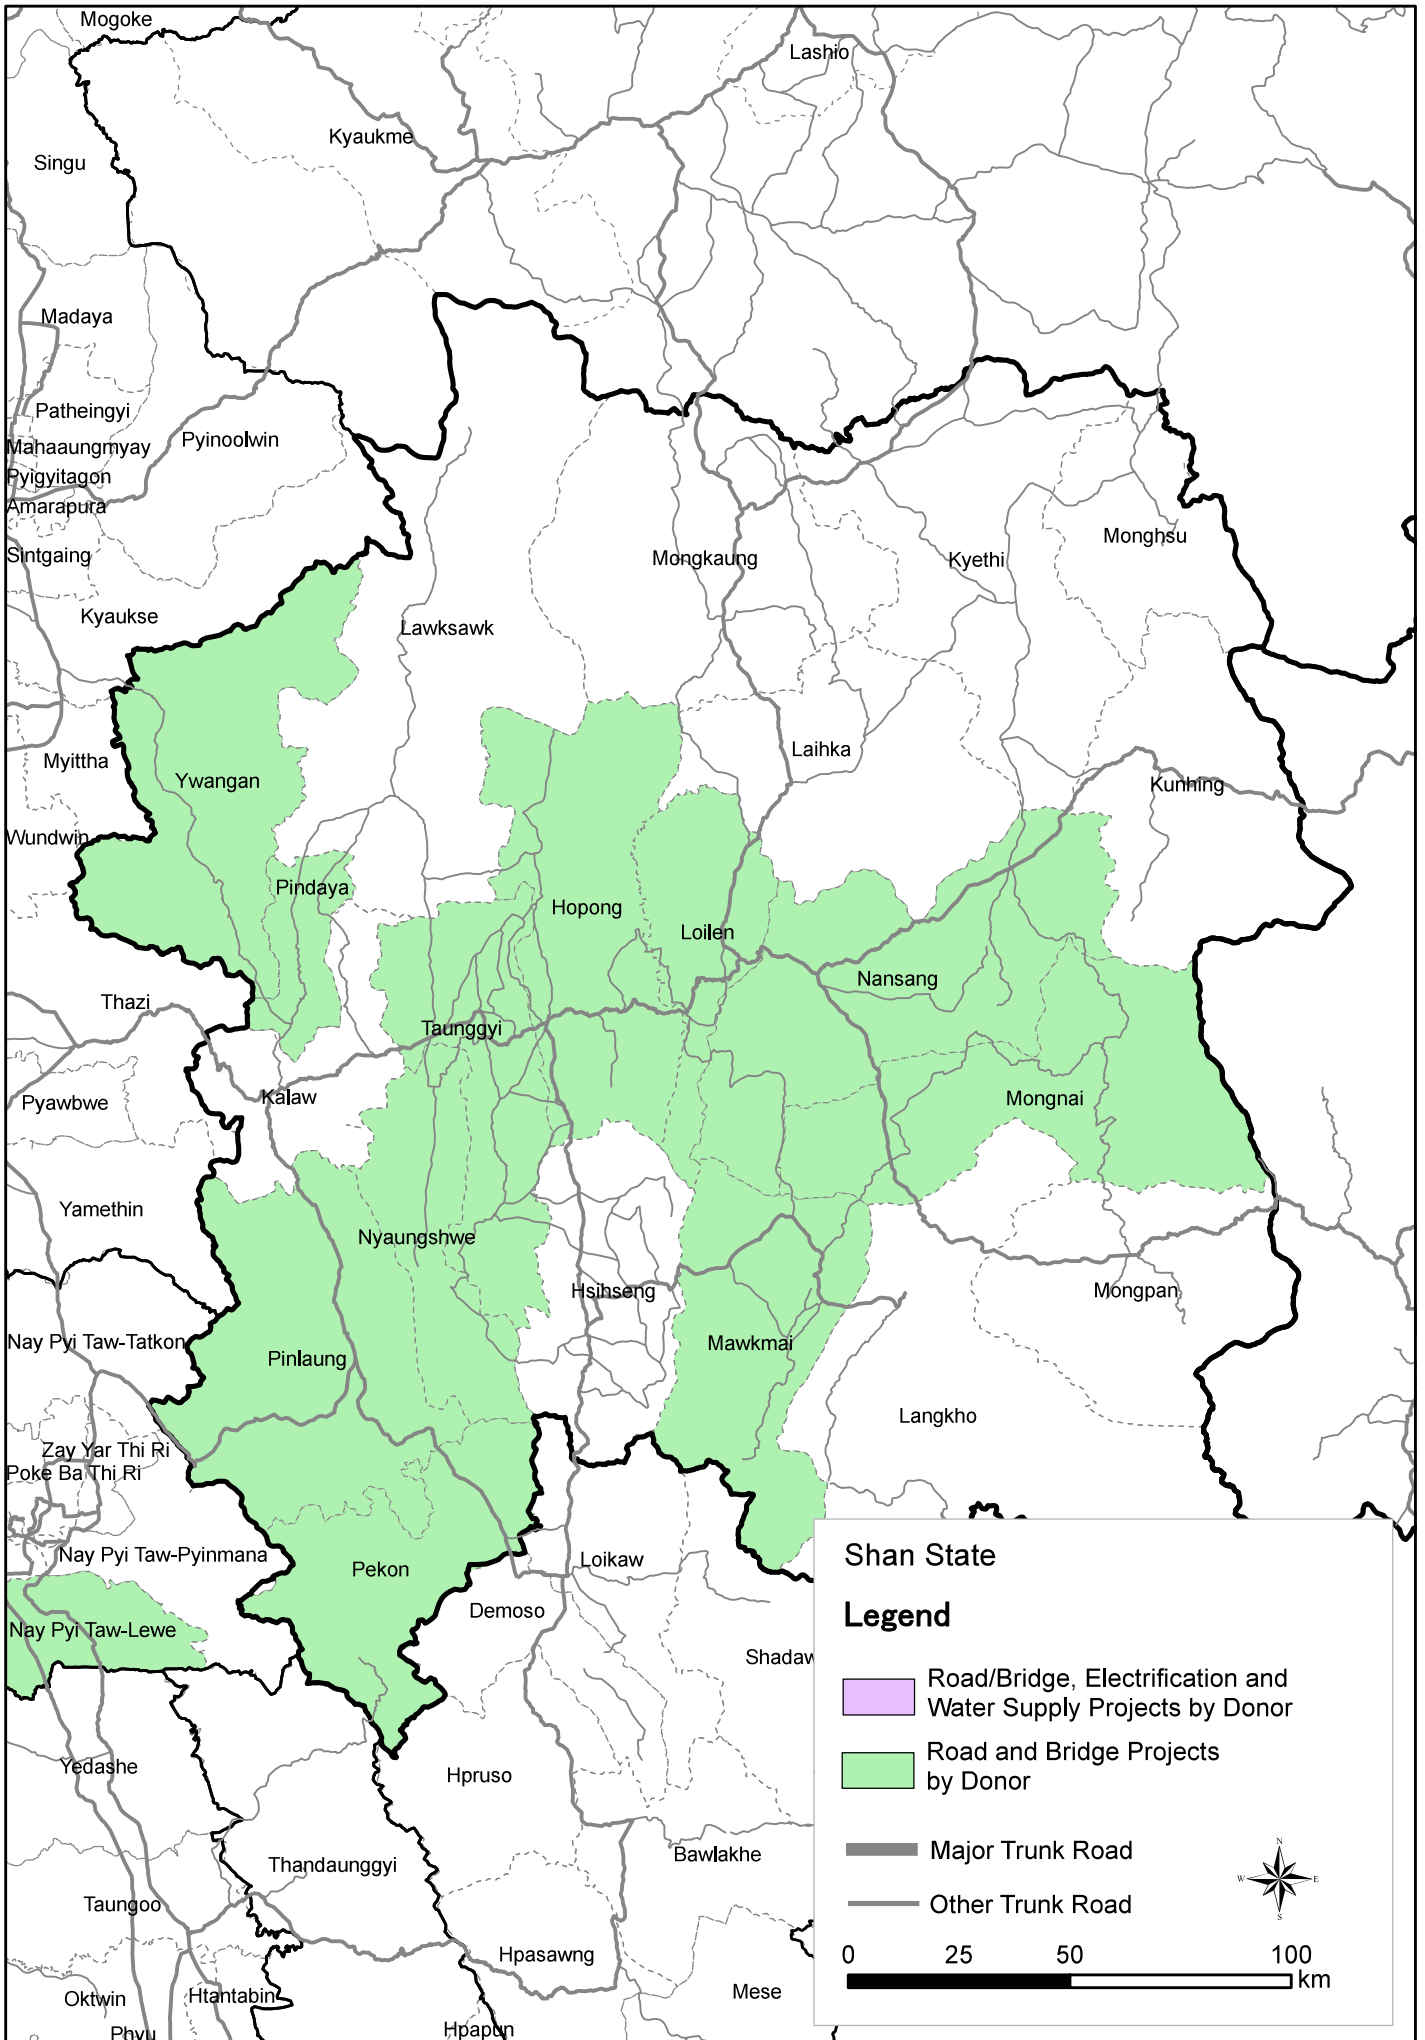 Mogoke
Lashio
Kyaukme
Singu
Madaya
Patheingyi
Pyinoolwin
Mahaaungmyay
Pyigyitagon
Amarapura
Sintgaing
Monghsu
Mongkaung
Kyethi
Kyaukse
Lawksawk
Laihka
Myittha
Ywangan
Kunhing
Wundwin
Pindaya
Hopong
Loilen
Nansang
Thazi
Taunggyi
Kalaw
Mongnai
Pyawbwe
Yamethin
Nyaungshwe
Hsihseng
Mongpan
Nay Pyi Taw-Tatkon
Pinlaung
Mawkmai
Langkho
Zay Yar Thi Ri
Poke Ba Thi Ri
Nay Pyi Taw-Pyinmana
Pekon
Loikaw
Demoso
Nay Pyi Taw-Lewe
Shadaw
Yedashe
Hpruso
Bawlakhe
Thandaunggyi
Taungoo
Hpasawng
Mese
Oktwin
Htantabin
Phyu
Hpapun
Shan State
Legend
Road/Bridge, Electrification and
Water Supply Projects by Donor
Road and Bridge Projects
by Donor
Major Trunk Road
Other Trunk Road
N
W E
S
0 25 50 100
km